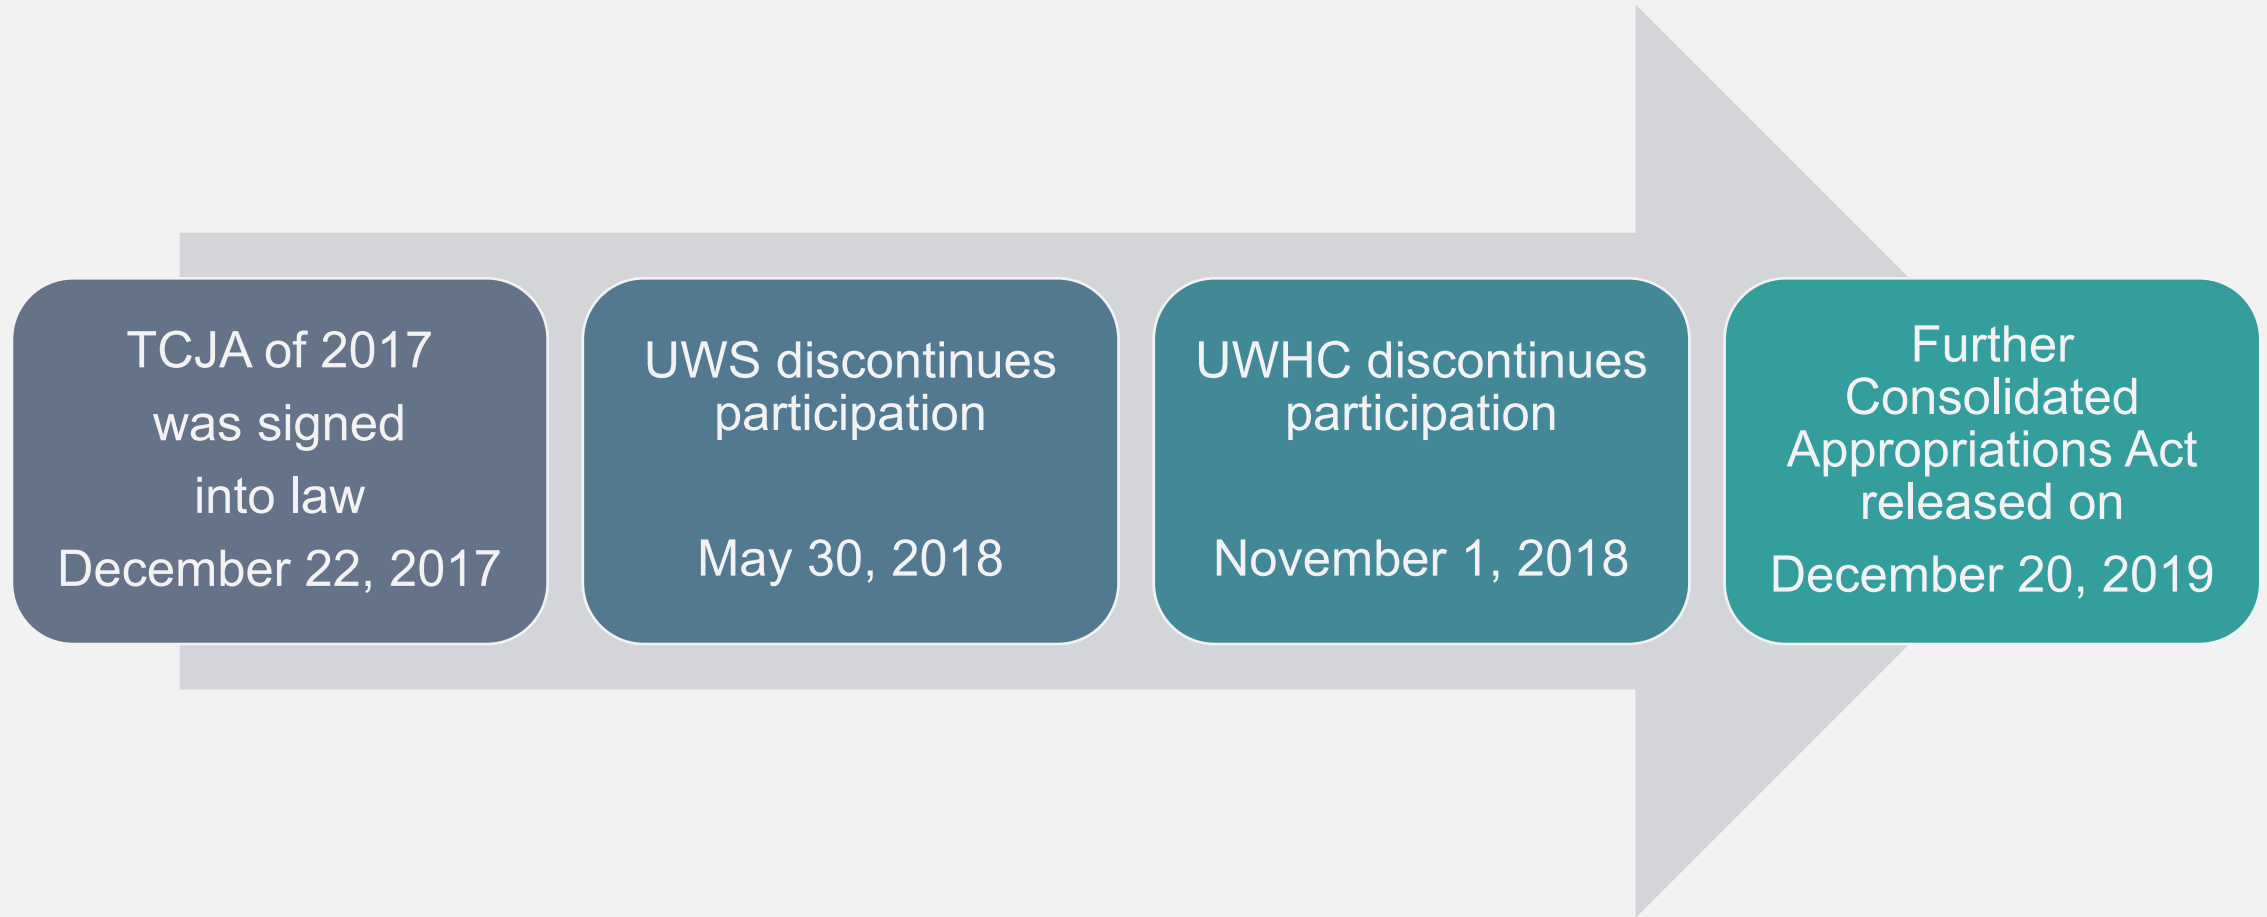 TCJA of 2017
was signed
into law
December 22, 2017
UWS discontinues
participation
May 30, 2018
UWHC discontinues
participation
November 1, 2018
Further
Consolidated
Appropriations Act
released on
December 20, 2019